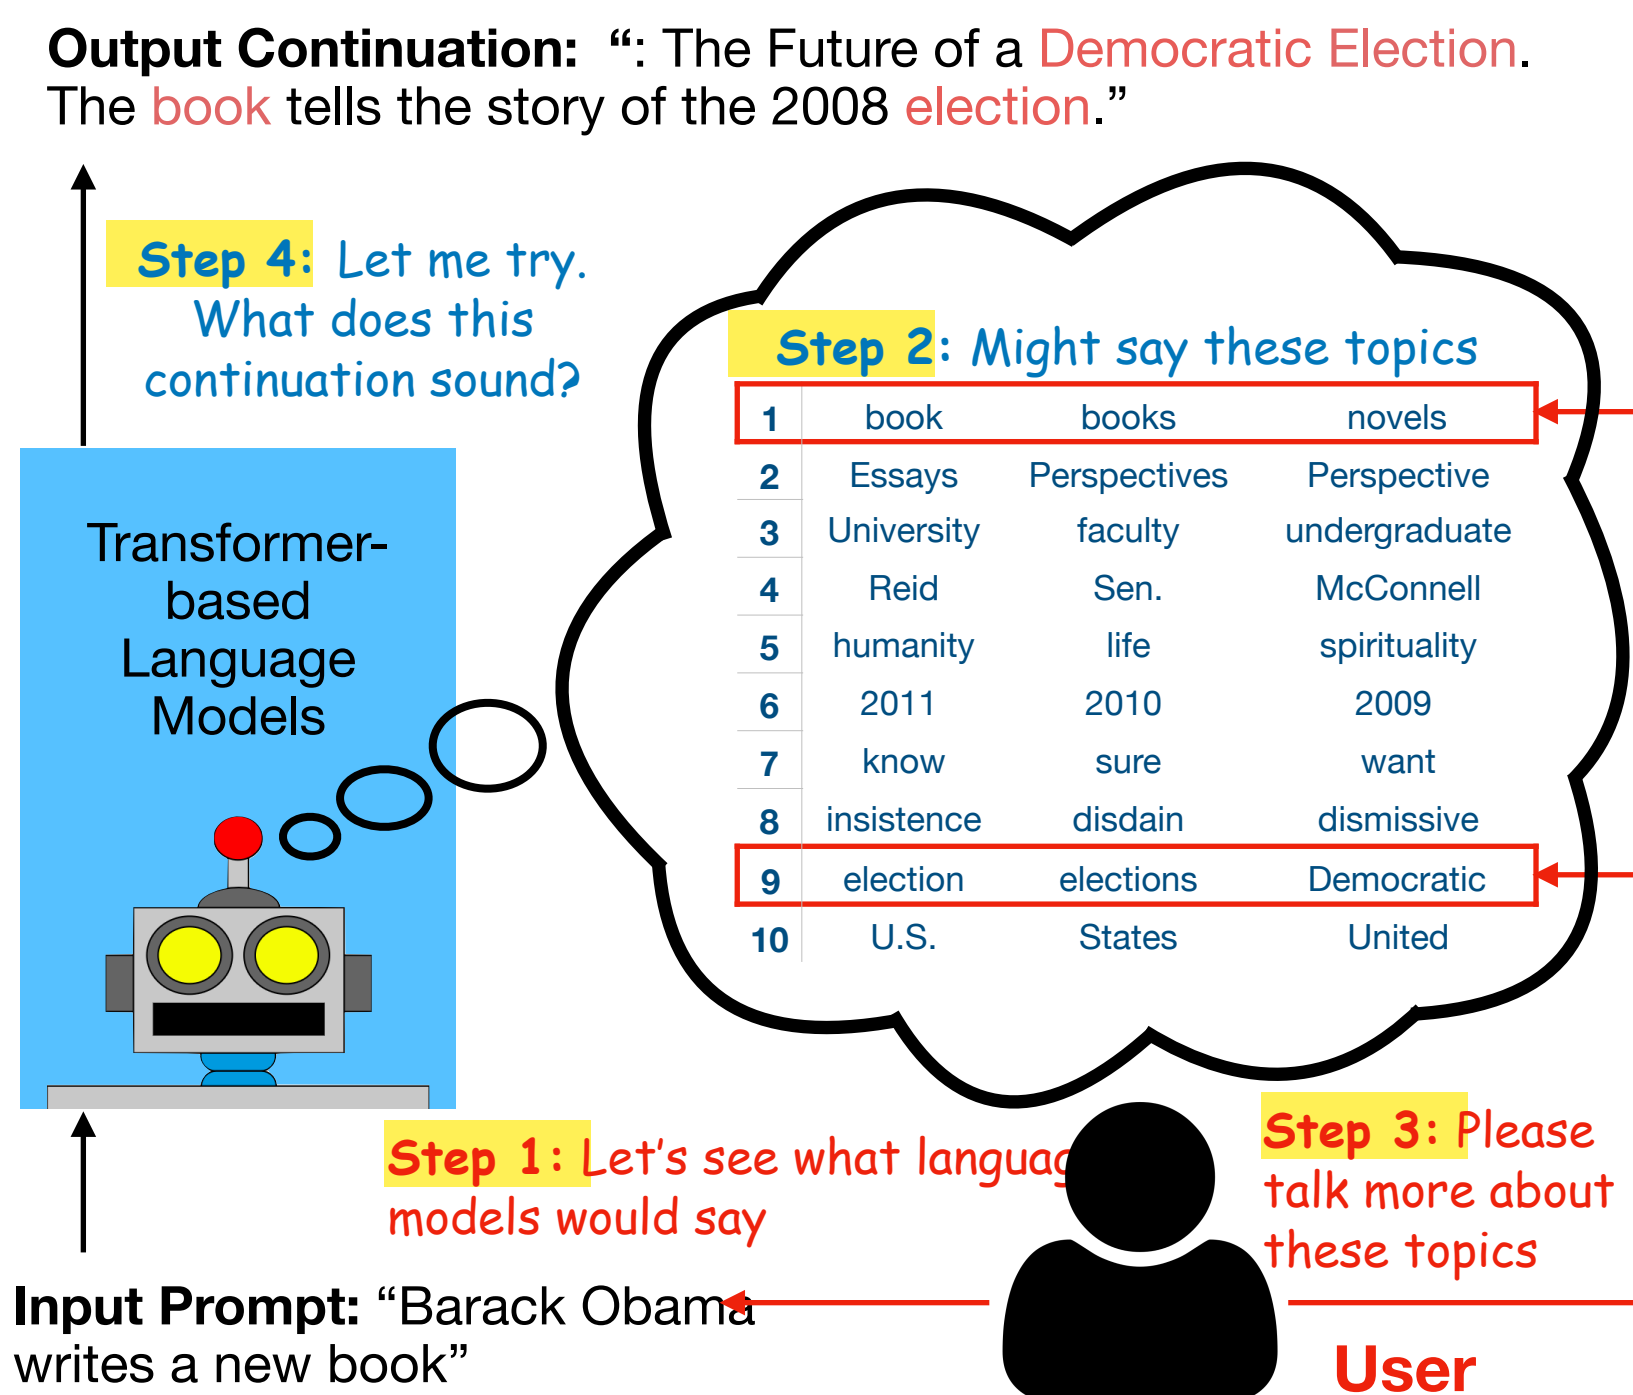 Output Continuation: “: The Future of a Democratic Election.
The book tells the story of the 2008 election.”
Step 4: Let me try.
What does this
continuation sound?
Step 2: Might say these topics
1 book books novels
2 Essays Perspectives Perspective
3 University faculty undergraduate
4 Reid Sen. McConnell
5 humanity life spirituality
6 2011 2010 2009
7 know sure want
8 insistence disdain dismissive
9 election elections Democratic
10 U.S. States United
Transformer-
based
Language
Models
Step 1: Let's see what languag
models would say
Step 3: Please
talk more about
these topics
Input Prompt: “Barack Obama
writes a new book”
User